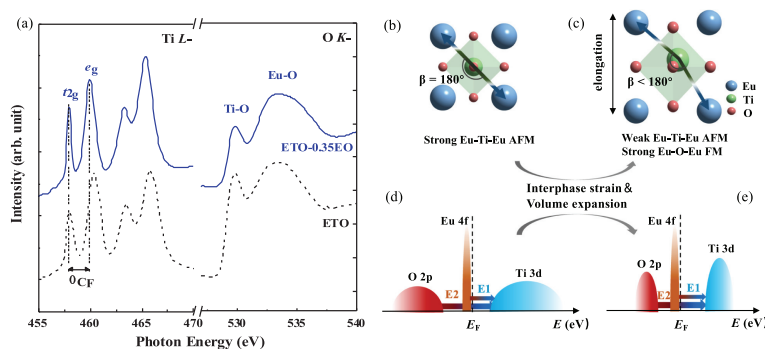 (a)
Ti L-
O K-
t2g
eg
Eu-O
Ti-O
ETO-0.35EO
ETO
0CF
Intensity (arb. unit)
455 460 465 470 530 535 540
Photon Energy (eV)
(b)
β = 180°
Strong Eu-Ti-Eu AFM
(c)
elongation
β < 180°
Eu
Ti
O
Weak Eu-Ti-Eu AFM
Strong Eu-O-Eu FM
Interphase strain &
Volume expansion
(d)
Eu 4f
O 2p
E2
E1
Ti 3d
EF
E (eV)
(e)
Eu 4f
O 2p
E2
E1
Ti 3d
EF
E (eV)